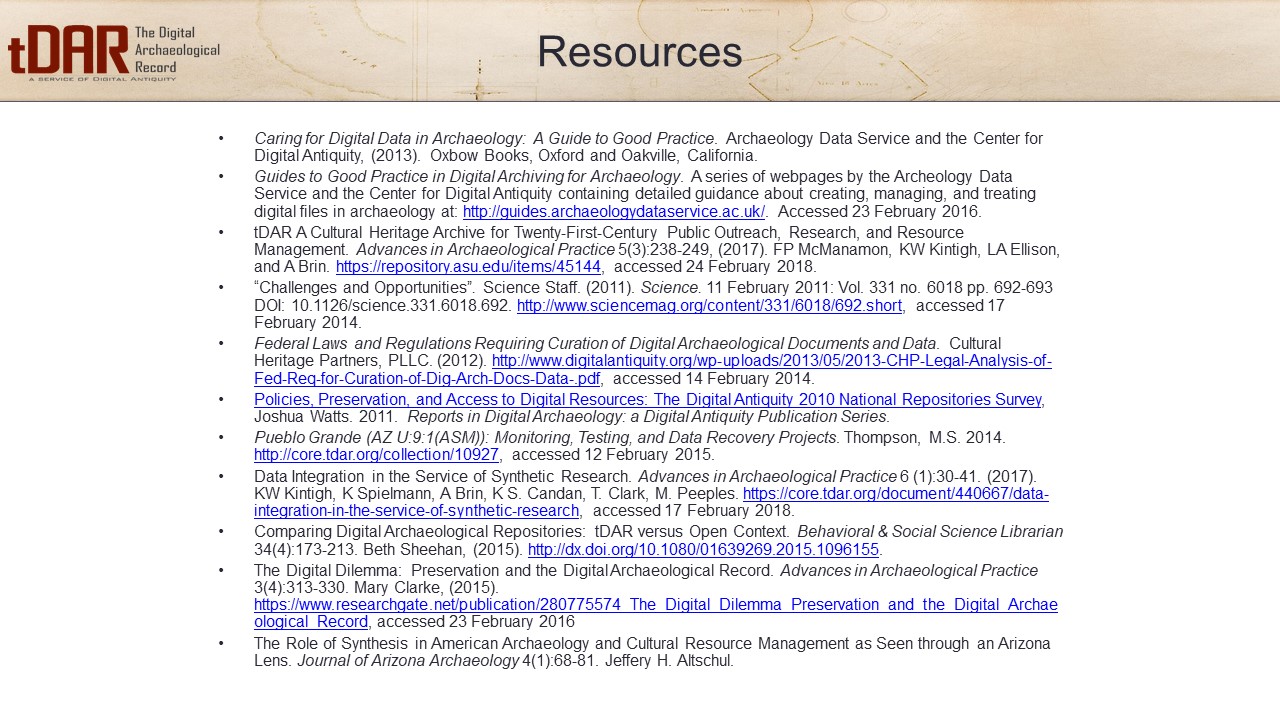 tDAR
The Digital
Archaeological
Record
A SERVICE OF DIGITAL ANTIQUITY
Resources
• Caring for Digital Data in Archaeology: A Guide to Good Practice. Archaeology Data Service and the Center for
Digital Antiquity, (2013). Oxbow Books, Oxford and Oakville, California.
• Guides to Good Practice in Digital Archiving for Archaeology. A series of webpages by the Archeology Data
Service and the Center for Digital Antiquity containing detailed guidance about creating, managing, and treating
digital files in archaeology at: http://guides.archaeologydataservice.ac.uk/. Accessed 23 February 2016.
• tDAR A Cultural Heritage Archive for Twenty-First-Century Public Outreach, Research, and Resource
Management. Advances in Archaeological Practice 5(3):238-249, (2017). FP McManamon, KW Kintigh, LA Ellison,
and A Brin. https://repository.asu.edu/items/45144, accessed 24 February 2018.
• “Challenges and Opportunities”. Science Staff. (2011). Science. 11 February 2011: Vol. 331 no. 6018 pp. 692-693
DOI: 10.1126/science.331.6018.692. http://www.sciencemag.org/content/331/6018/692.short, accessed 17
February 2014.
• Federal Laws and Regulations Requiring Curation of Digital Archaeological Documents and Data. Cultural
Heritage Partners, PLLC. (2012). http://www.digitalantiquity.org/wp-uploads/2013/05/2013-CHP-Legal-Analysis-of-
Fed-Req-for-Curation-of-Dig-Arch-Docs-Data-.pdf, accessed 14 February 2014.
• Policies, Preservation, and Access to Digital Resources: The Digital Antiquity 2010 National Repositories Survey,
Joshua Watts. 2011. Reports in Digital Archaeology: a Digital Antiquity Publication Series.
• Pueblo Grande (AZ U:9:1(ASM)): Monitoring, Testing, and Data Recovery Projects. Thompson, M.S. 2014.
http://core.tdar.org/collection/10927, accessed 12 February 2015.
• Data Integration in the Service of Synthetic Research. Advances in Archaeological Practice 6 (1):30-41. (2017).
KW Kintigh, K Spielmann, A Brin, K S. Candan, T. Clark, M. Peeples. https://core.tdar.org/document/440667/data-
integration-in-the-service-of-synthetic-research, accessed 17 February 2018.
• Comparing Digital Archaeological Repositories: tDAR versus Open Context. Behavioral & Social Science Librarian
34(4):173-213. Beth Sheehan, (2015). http://dx.doi.org/10.1080/01639269.2015.1096155.
• The Digital Dilemma: Preservation and the Digital Archaeological Record. Advances in Archaeological Practice
3(4):313-330. Mary Clarke, (2015).
https://www.researchgate.net/publication/280775574_The_Digital_Dilemma_Preservation_and_the_Digital_Archae
ological_Record, accessed 23 February 2016
• The Role of Synthesis in American Archaeology and Cultural Resource Management as Seen through an Arizona
Lens. Journal of Arizona Archaeology 4(1):68-81. Jeffery H. Altschul.